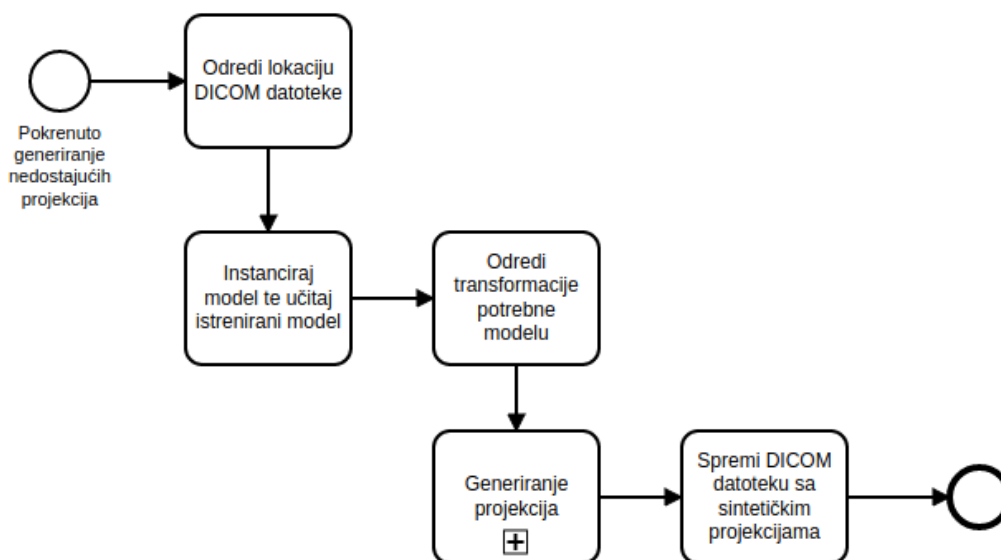 Odredi lokaciju
DICOM datoteke
Pokrenuto
generiranje
nedostajućih
projekcija
Instanciraj
model te učitaj
istrenirani model
Odredi
transformacije
potrebne
modelu
Generiranje
projekcija
Spremi DICOM
datoteku sa
sintetičkim
projekcijama